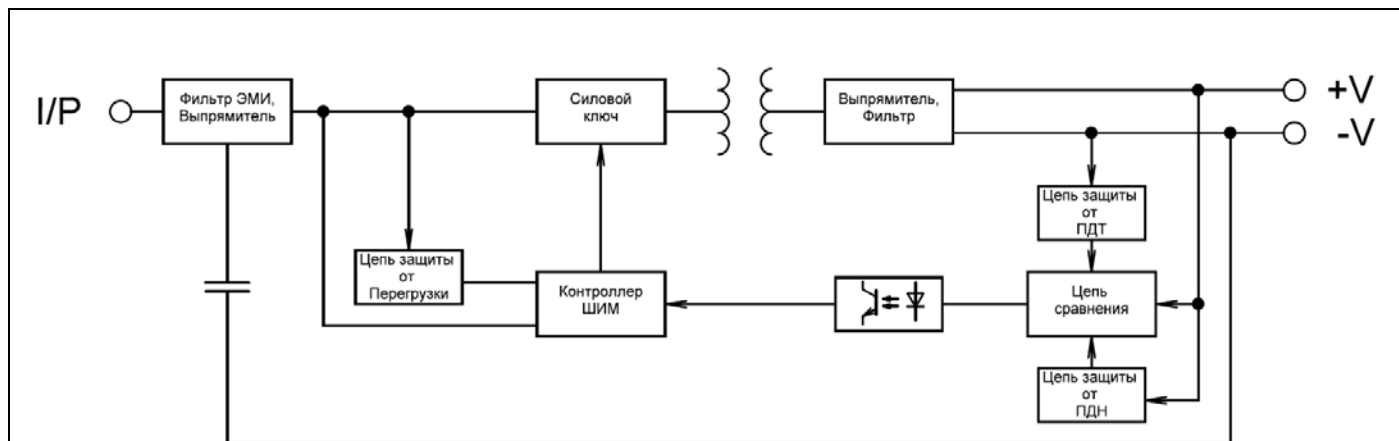 I/P
Фильтр ЭМИ,
Выпрямитель
Силовой
ключ
Выпрямитель,
Фильтр
+V
-V
Цепь защиты
от
ПДТ
Цепь защиты
от
Перегрузки
Контроллер
ШИМ
Цепь
сравнения
Цепь защиты
от
ПДН